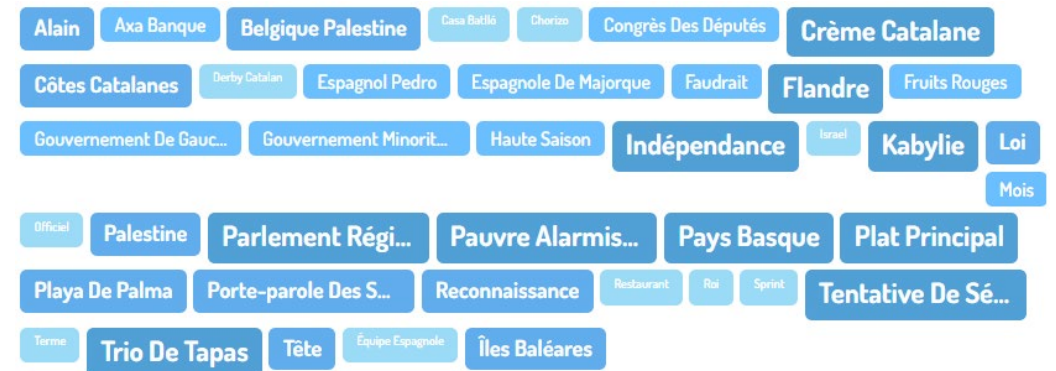 Alain Axa Banque Belgique Palestine Casa Batlló Chorizo Congrès Des Députés Crème Catalane
Côtes Catalanes Derby Catalan Espagnol Pedro Espagnole De Majorque Faudrait Flandre Fruits Rouges
Gouvernement De Gauc... Gouvernement Minorit... Haute Saison Indépendance Israel Kabylie Loi
Mois
Officiel Palestine Parlement Régi... Pauvre Alarmis... Pays Basque Plat Principal
Playa De Palma Porte-parole Des S... Reconnaissance Restaurant Roi Sprint Tentative De Sé...
Terme Trio De Tapas Tête Équipe Espagnole Îles Baléares